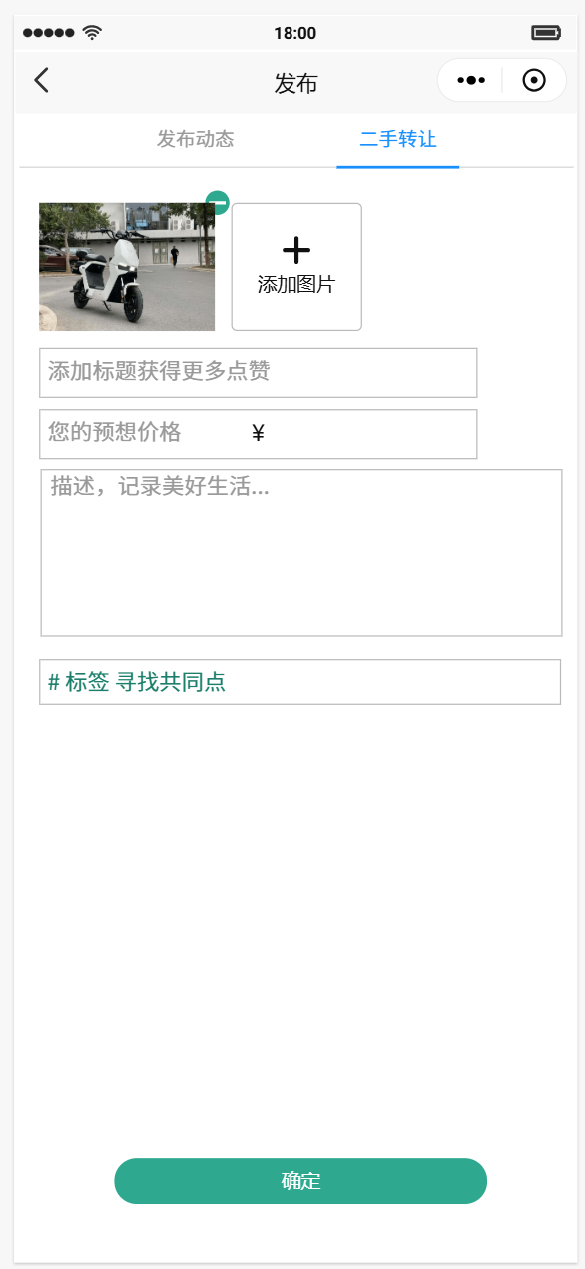 18:00
发布
发布动态
二手转让
添加图片
添加标题获得更多点赞
您的预想价格 ¥
描述，记录美好生活...
# 标签 寻找共同点
确定